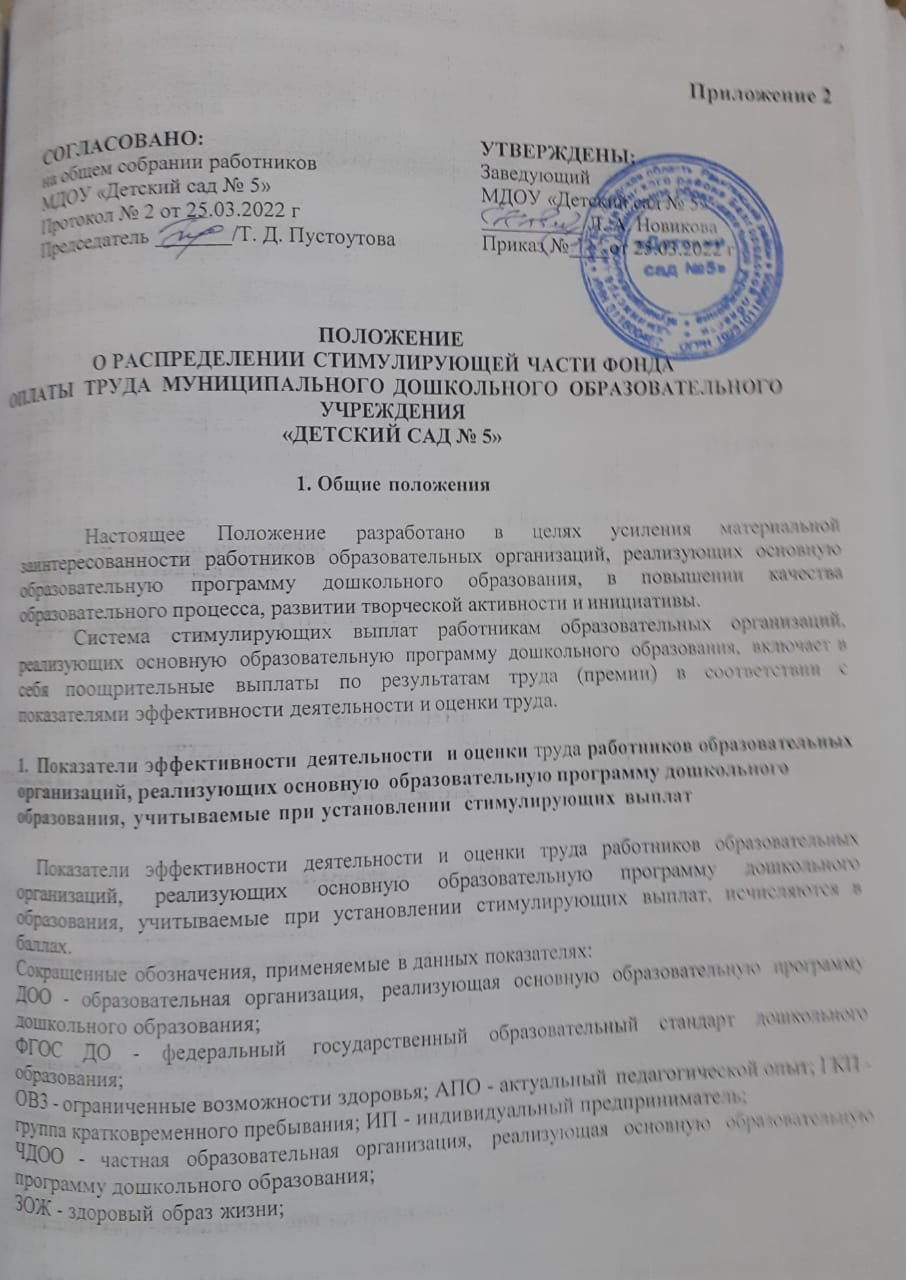 Приложение 2
СОГЛАСОВАНО:
на общем собрании работников
МДОУ «Детский сад № 5»
Протокол № 2 от 25.03.2022 г
Председатель ________/Т. Д. Пустоутова
УТВЕРЖДЕНЫ:
Заведующий
МДОУ «Детский сад № 5»
/Л. А. Новикова
Приказ №____от 25.03.2022 г
сад №5»
ПОЛОЖЕНИЕ
О РАСПРЕДЕЛЕНИИ СТИМУЛИРУЮЩЕЙ ЧАСТИ ФОНДА
ОПЛАТЫ ТРУДА МУНИЦИПАЛЬНОГО ДОШКОЛЬНОГО ОБРАЗОВАТЕЛЬНОГО
УЧРЕЖДЕНИЯ
«ДЕТСКИЙ САД № 5»
1. Общие положения
Настоящее Положение разработано в целях усиления материальной
заинтересованности работников образовательных организаций, реализующих основную
образовательную программу дошкольного образования, в повышении качества
образовательного процесса, развитии творческой активности и инициативы.
Система стимулирующих выплат работникам образовательных организаций,
реализующих основную образовательную программу дошкольного образования, включает в
себя поощрительные выплаты по результатам труда (премии) в соответствии с
показателями эффективности деятельности и оценки труда.
1. Показатели эффективности деятельности и оценки труда работников образовательных
организаций, реализующих основную образовательную программу дошкольного
образования, учитываемые при установлении стимулирующих выплат
Показатели эффективности деятельности и оценки труда работников образовательных
организаций, реализующих основную образовательную программу дошкольного
образования, учитываемые при установлении стимулирующих выплат, исчисляются в
баллах.
Сокращенные обозначения, применяемые в данных показателях:
ДОО - образовательная организация, реализующая основную образовательную программу
дошкольного образования;
ФГОС ДО - федеральный государственный образовательный стандарт дошкольного
образования;
ОВЗ - ограниченные возможности здоровья; АПО - актуальный педагогической опыт; ГКП -
группа кратковременного пребывания; ИП - индивидуальный предприниматель;
ЧДОО - частная образовательная организация, реализующая основную образовательную
программу дошкольного образования;
ЗОЖ - здоровый образ жизни;